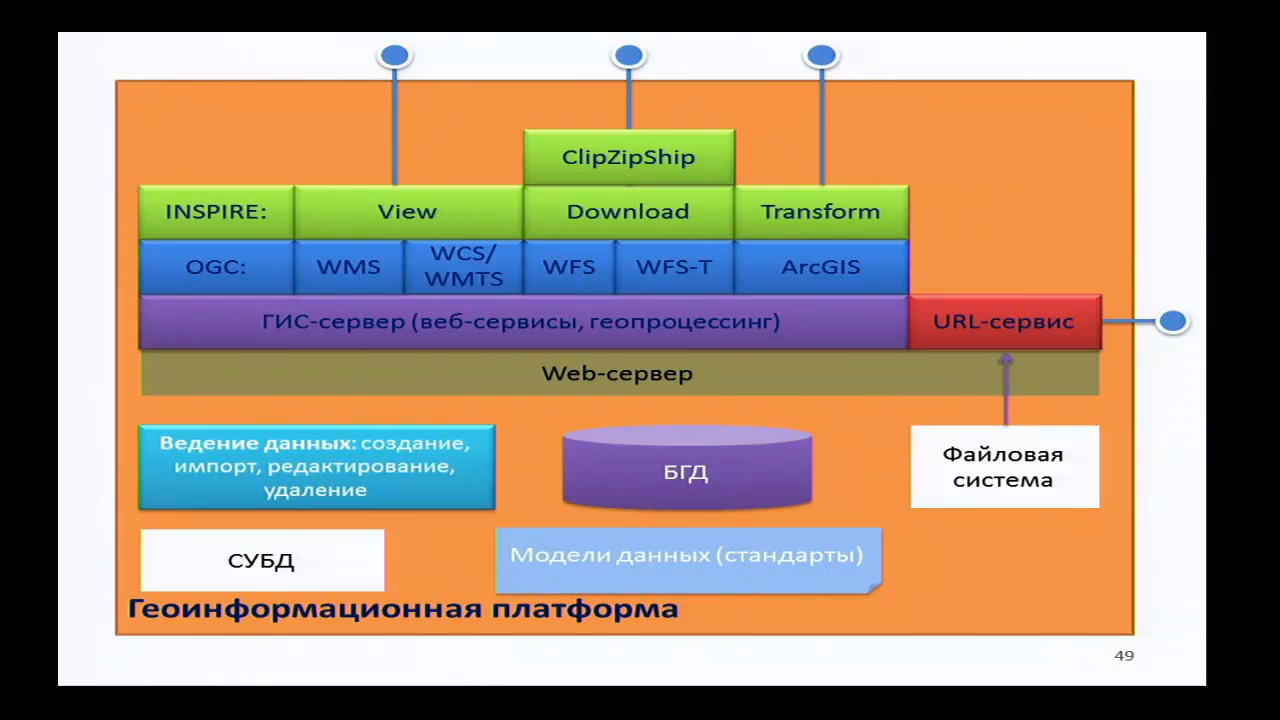 ClipZipShip
INSPIRE: View Download Transform
OGC: WMS WCS/
WMTS WFS WFS-T ArcGIS
ГИС-сервер (веб-сервисы, геопроцессинг) URL-сервис
Web-сервер
Ведение данных: создание,
импорт, редактирование,
удаление
БГД
Файловая
система
СУБД
Модели данных (стандарты)
Геоинформационная платформа
49